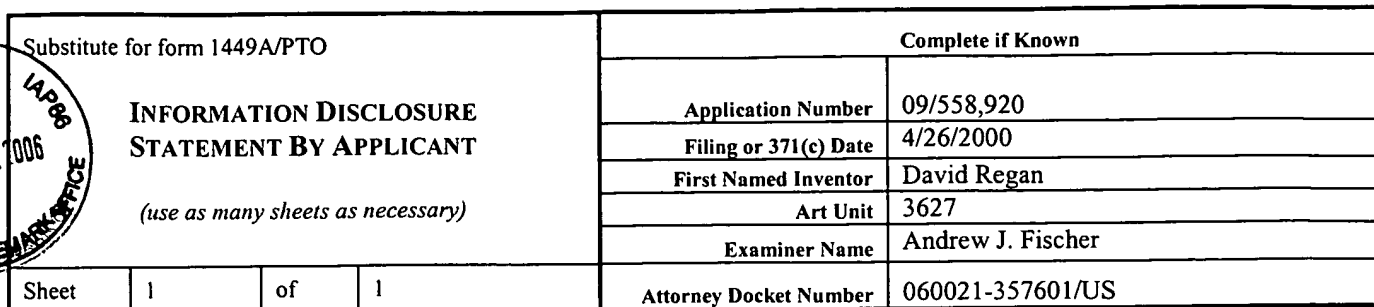 Substitute for form 1449A/PTO
INFORMATION DISCLOSURE
STATEMENT BY APPLICANT
(use as many sheets as necessary)
Sheet 1 of 1
Complete if Known
Application Number 09/558,920
Filing or 371(c) Date 4/26/2000
First Named Inventor David Regan
Art Unit 3627
Examiner Name Andrew J. Fischer
Attorney Docket Number 060021-357601/US
IAP66
2006